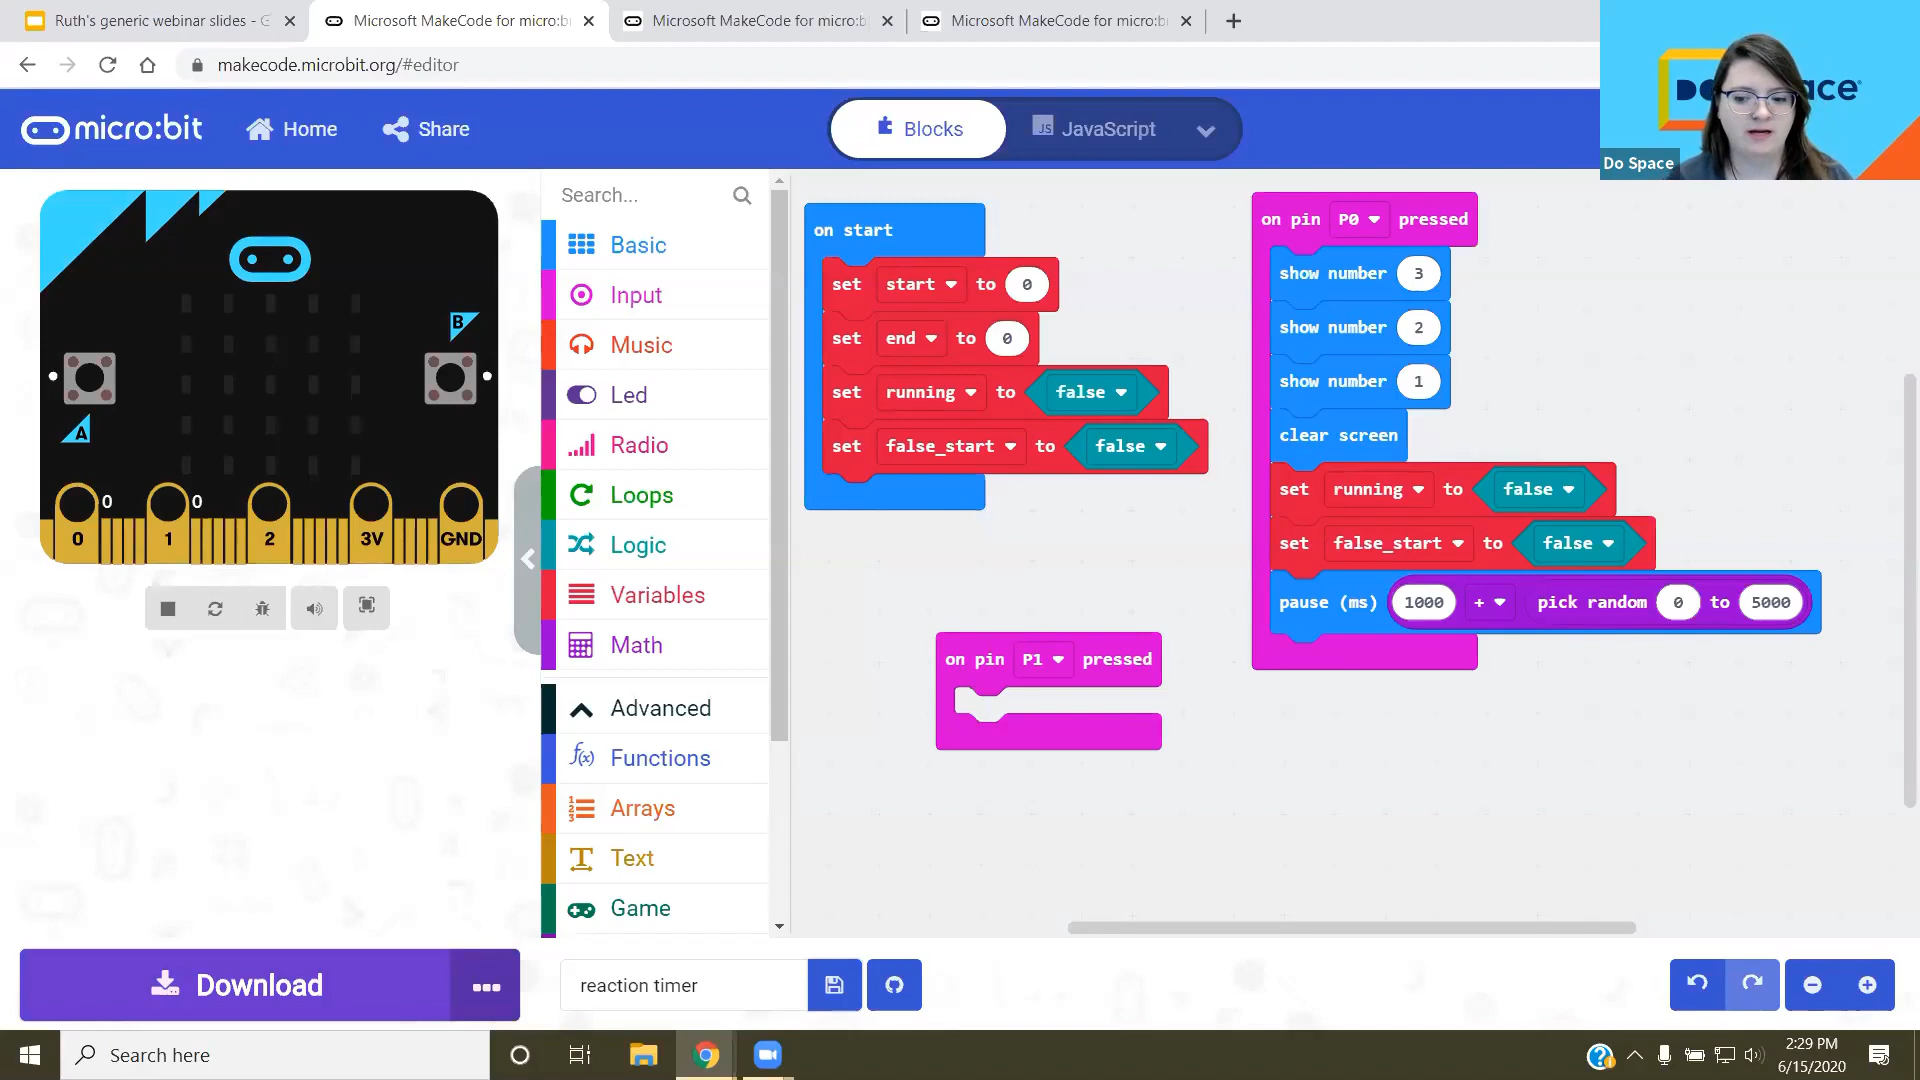 Ruth's generic webinar slides - G
Microsoft MakeCode for micro:b
Microsoft MakeCode for micro:b
Microsoft MakeCode for micro:b
makecode.microbit.org/#editor
micro:bit
Home
Share
Blocks
JS JavaScript
Do Space
B
A
0
0
0
1
2
3V
GND
Search...
Basic
Input
Music
Led
Radio
Loops
Logic
Variables
Math
Advanced
f(x) Functions
Arrays
Text
Game
on start
set start to 0
set end to 0
set running to false
set false_start to false
on pin P1 pressed
on pin P0 pressed
show number 3
show number 2
show number 1
clear screen
set running to false
set false_start to false
pause (ms) 1000 + pick random 0 to 5000
Download
reaction timer
Search here
2:29 PM
6/15/2020